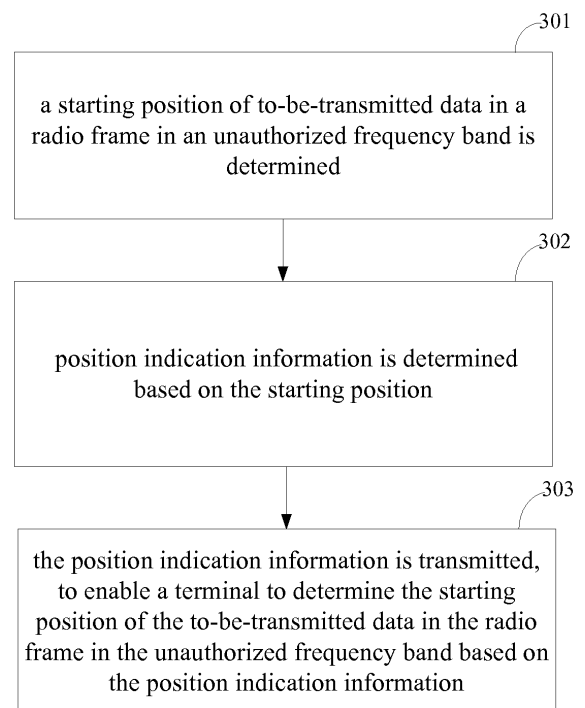 301
a starting position of to-be-transmitted data in a
radio frame in an unauthorized frequency band is
determined
302
position indication information is determined
based on the starting position
303
the position indication information is transmitted,
to enable a terminal to determine the starting
position of the to-be-transmitted data in the radio
frame in the unauthorized frequency band based on
the position indication information